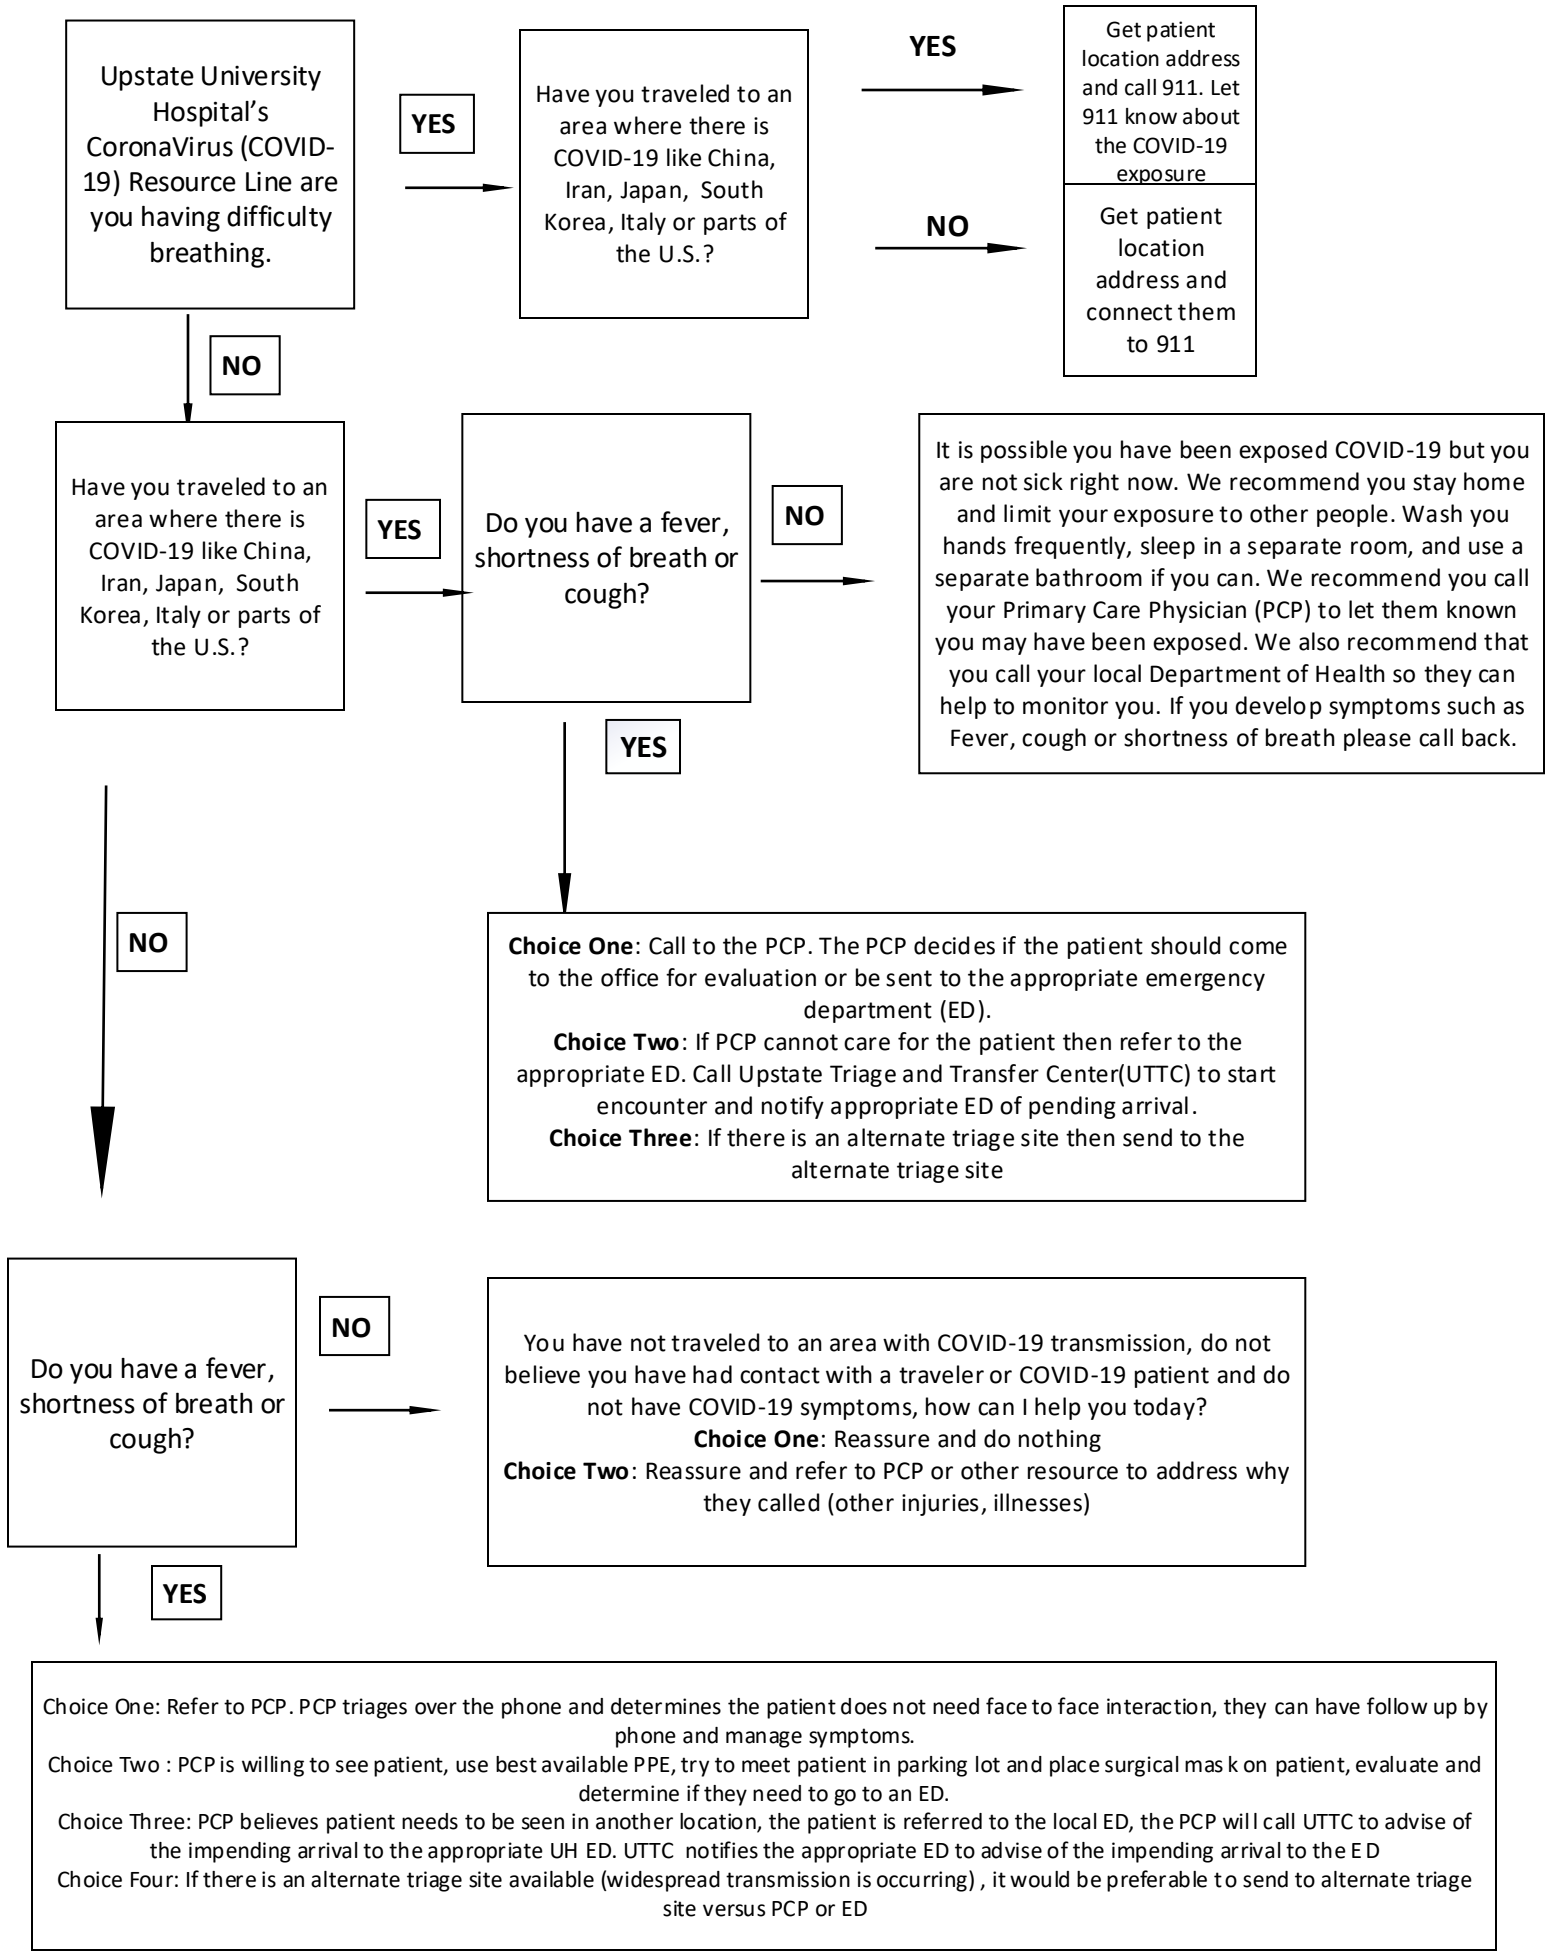 Upstate University
Hospital’s
CoronaVirus (COVID-
19) Resource Line are
you having difficulty
breathing.
YES
Have you traveled to an
area where there is
COVID-19 like China,
Iran, Japan, South
Korea, Italy or parts of
the U.S.?
YES
Get patient
location address
and call 911. Let
911 know about
the COVID-19
exposure
NO
Get patient
location
address and
connect them
to 911
NO
Have you traveled to an
area where there is
COVID-19 like China,
Iran, Japan, South
Korea, Italy or parts of
the U.S.?
YES
Do you have a fever,
shortness of breath or
cough?
NO
It is possible you have been exposed COVID-19 but you
are not sick right now. We recommend you stay home
and limit your exposure to other people. Wash you
hands frequently, sleep in a separate room, and use a
separate bathroom if you can. We recommend you call
your Primary Care Physician (PCP) to let them known
you may have been exposed. We also recommend that
you call your local Department of Health so they can
help to monitor you. If you develop symptoms such as
Fever, cough or shortness of breath please call back.
YES
Choice One: Call to the PCP. The PCP decides if the patient should come
to the office for evaluation or be sent to the appropriate emergency
department (ED).
Choice Two: If PCP cannot care for the patient then refer to the
appropriate ED. Call Upstate Triage and Transfer Center(UTTC) to start
encounter and notify appropriate ED of pending arrival.
Choice Three: If there is an alternate triage site then send to the
alternate triage site
NO
Do you have a fever,
shortness of breath or
cough?
NO
You have not traveled to an area with COVID-19 transmission, do not
believe you have had contact with a traveler or COVID-19 patient and do
not have COVID-19 symptoms, how can I help you today?
Choice One: Reassure and do nothing
Choice Two: Reassure and refer to PCP or other resource to address why
they called (other injuries, illnesses)
YES
Choice One: Refer to PCP. PCP triages over the phone and determines the patient does not need face to face interaction, they can have follow up by
phone and manage symptoms.
Choice Two : PCP is willing to see patient, use best available PPE, try to meet patient in parking lot and place surgical mask on patient, evaluate and
determine if they need to go to an ED.
Choice Three: PCP believes patient needs to be seen in another location, the patient is referred to the local ED, the PCP will call UTTC to advise of
the impending arrival to the appropriate UH ED. UTTC notifies the appropriate ED to advise of the impending arrival to the ED
Choice Four: If there is an alternate triage site available (widespread transmission is occurring) , it would be preferable to send to alternate triage
site versus PCP or ED